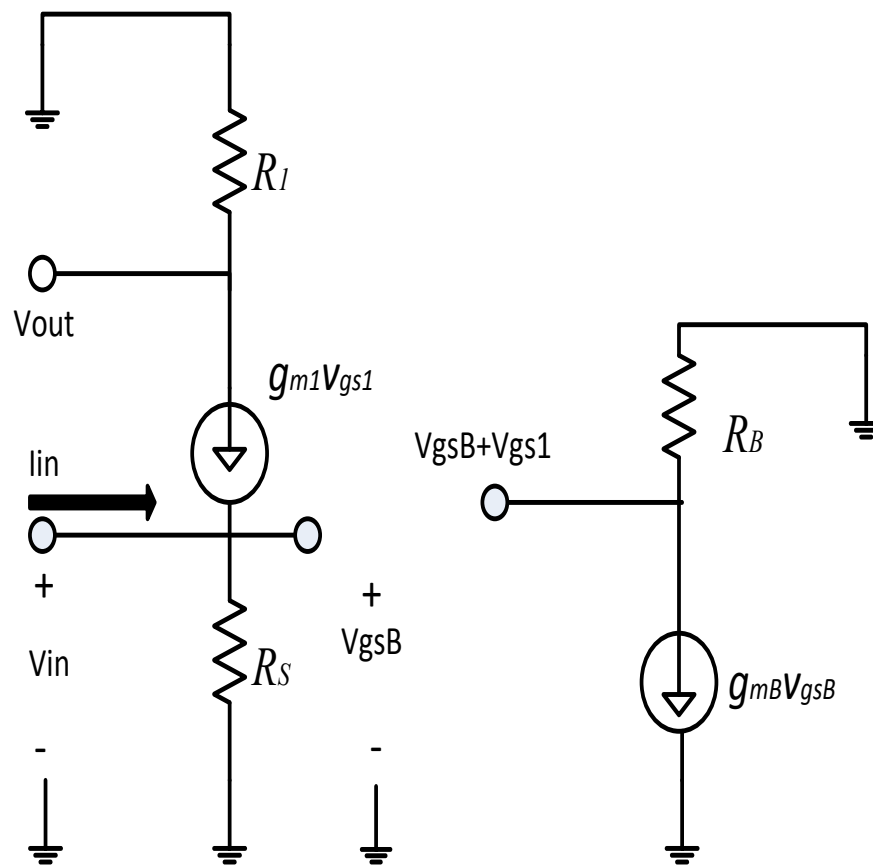 R1
Vout
gm1vgs1
VgsB+Vgs1
RB
Iin
+
+
Vin
VgsB
RS
gmBvgsB
-
-